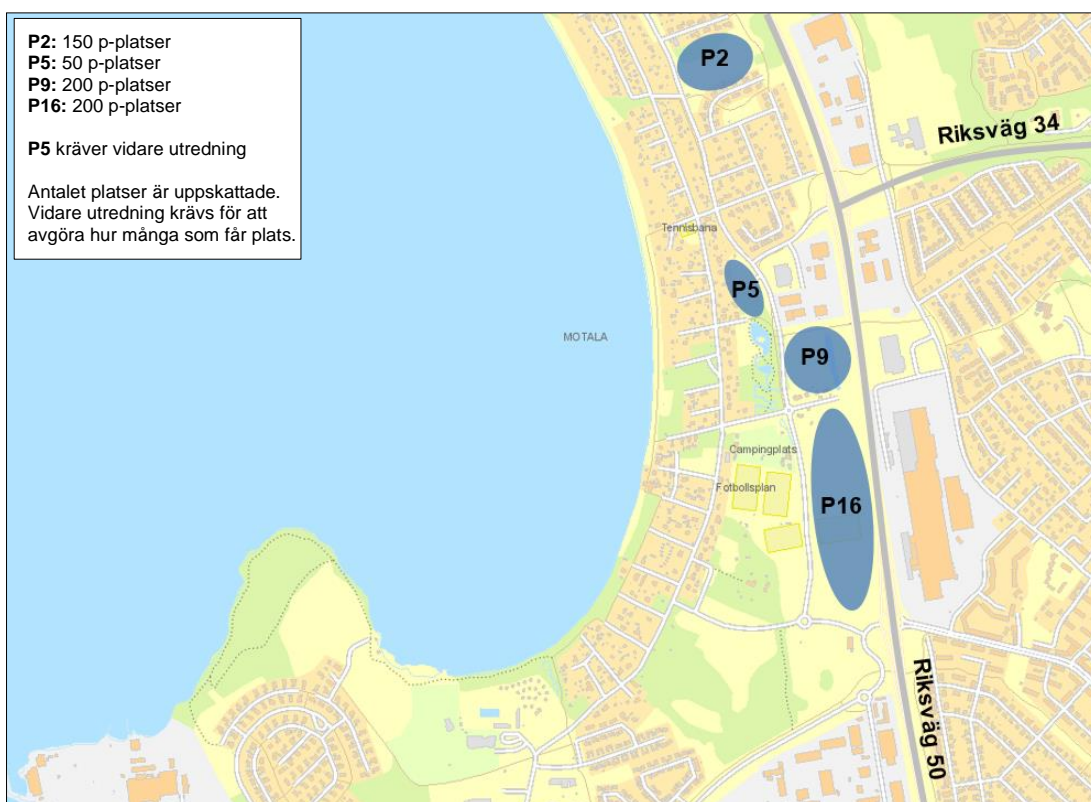 P2: 150 p-platser
P5: 50 p-platser
P9: 200 p-platser
P16: 200 p-platser
P5 kräver vidare utredning
Antalet platser är uppskattade.
Vidare utredning krävs för att
avgöra hur många som får plats.
P2
Riksväg 34
Tennisbana
P5
MOTALA
P9
Campingplats
Fotbollsplan
P16
Riksväg 50